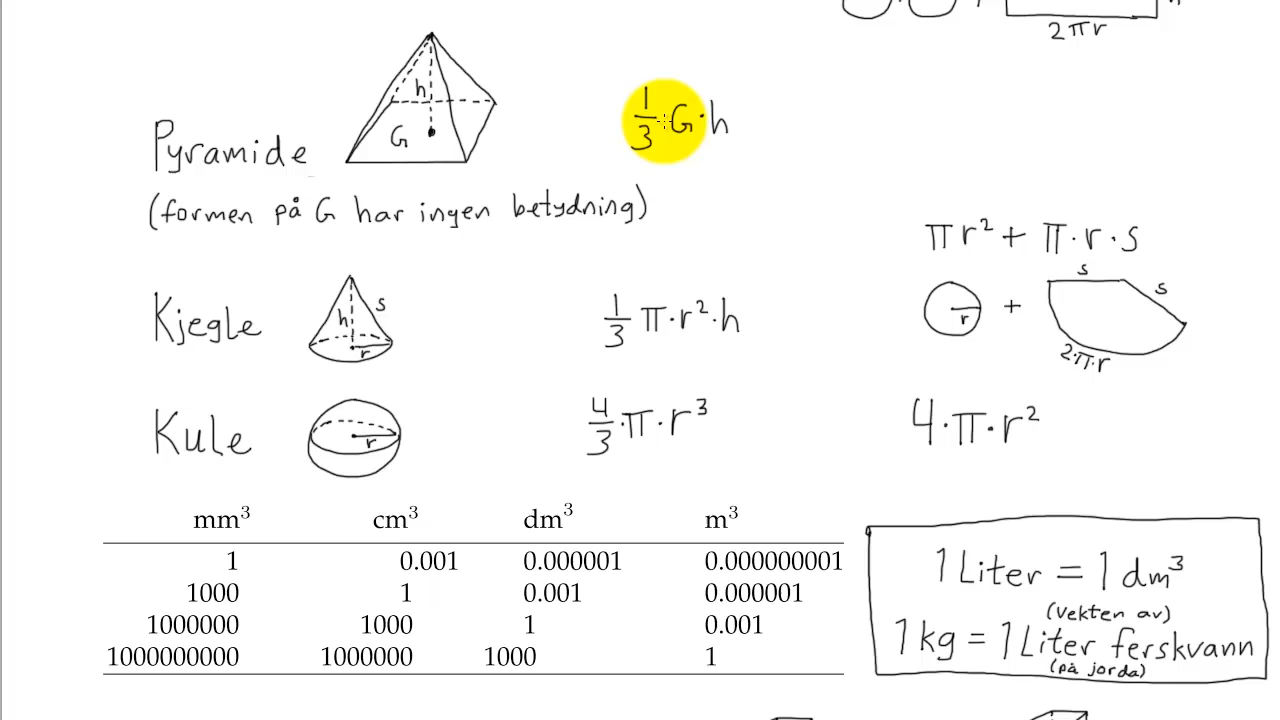 2πr
h
G
1/3·G·h
Pyramide
(formen på G har ingen betydning)
πr² + π·r·s
Kjegle
h
s
r
1/3 π·r²·h
r
+
s
s
2·π·r
Kule
r
4/3·π·r³
4·π·r²
mm³ cm³ dm³ m³
1 0.001 0.000001 0.000000001
1000 1 0.001 0.000001
1000000 1000 1 0.001
1000000000 1000000 1000 1
1 Liter = 1 dm³
(vekten av)
1 kg = 1 Liter ferskvann
(på jorda)